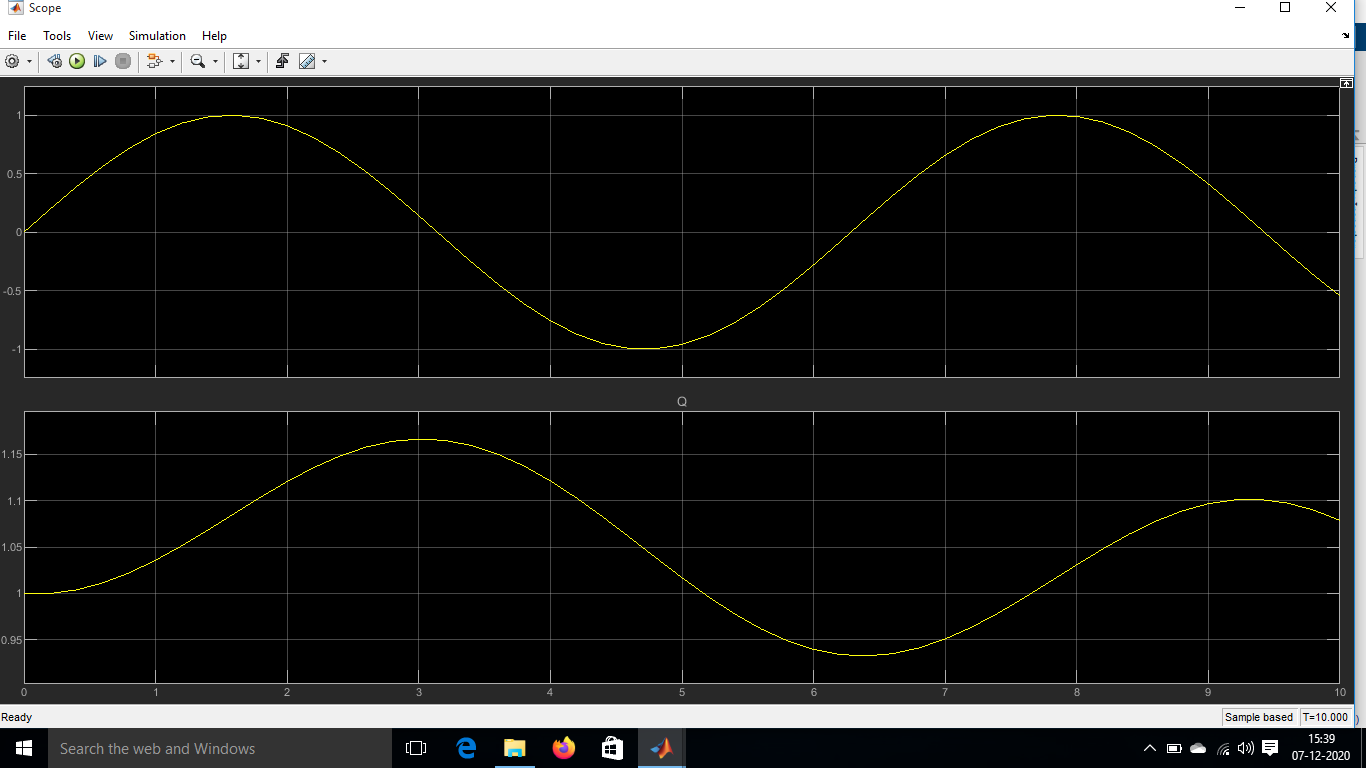 Scope
File Tools View Simulation Help
1
0.5
0
-0.5
-1
Q
1.15
1.1
1.05
1
0.95
0 1 2 3 4 5 6 7 8 9 10
Ready
Sample based T=10.000
Search the web and Windows
15:39
07-12-2020